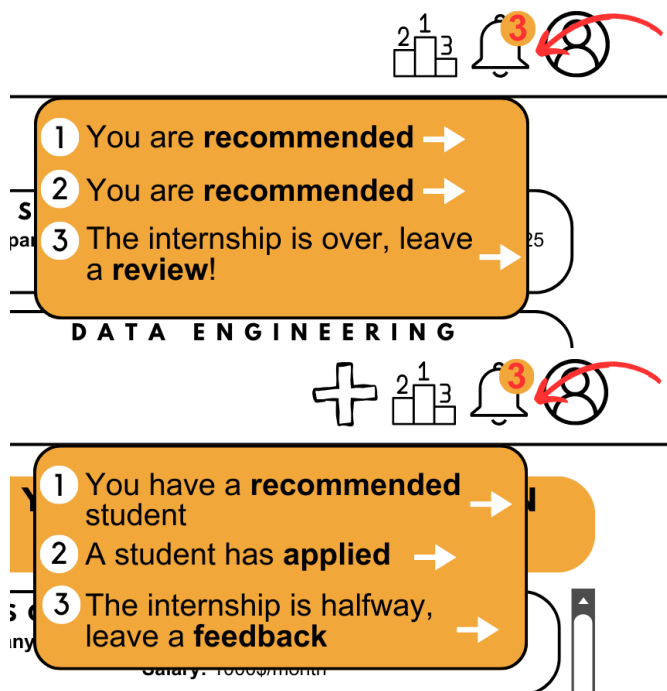 2 1 3
3
1 You are recommended
2 You are recommended
S
par
3 The internship is over, leave
25
a review!
DATA ENGINEERING
2 1 3
3
1 You have a recommended
student
2 A student has applied
3 The internship is halfway,
leave a feedback
Salary: 1000$/month